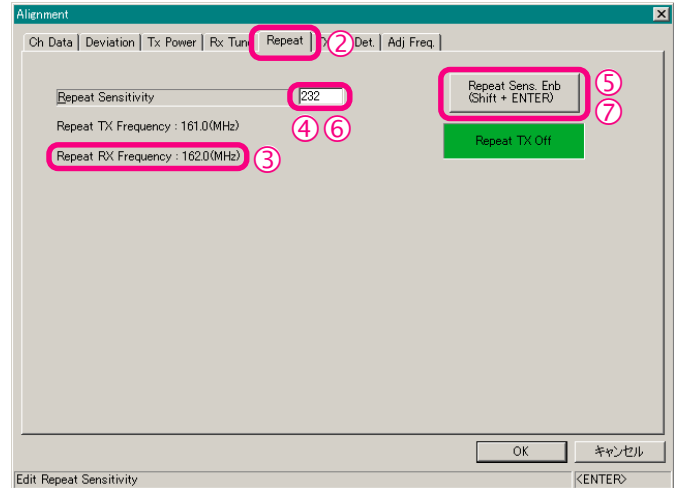 Alignment
Ch Data Deviation Tx Power Rx Tune Repeat ② Det. Adj Freq.
Repeat Sensitivity 232 Repeat Sens. Enb ⑤
(Shift + ENTER) ⑦
④⑥
Repeat TX Frequency : 161.0(MHz)
Repeat TX Off
Repeat RX Frequency : 162.0(MHz) ③
OK キャンセル
Edit Repeat Sensitivity <ENTER>